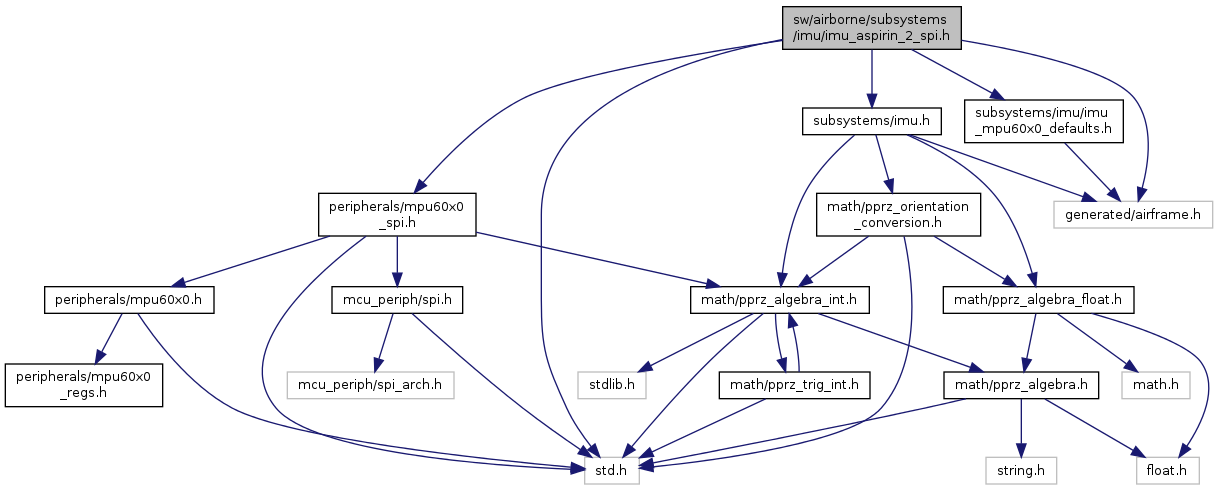 sw/airborne/subsystems
/imu/imu_aspirin_2_spi.h
subsystems/imu.h
subsystems/imu/imu
_mpu60x0_defaults.h
peripherals/mpu60x0
_spi.h
math/pprz_orientation
_conversion.h
generated/airframe.h
peripherals/mpu60x0.h
mcu_periph/spi.h
math/pprz_algebra_int.h
math/pprz_algebra_float.h
peripherals/mpu60x0
_regs.h
mcu_periph/spi_arch.h
stdlib.h
math/pprz_trig_int.h
math/pprz_algebra.h
math.h
std.h
string.h
float.h